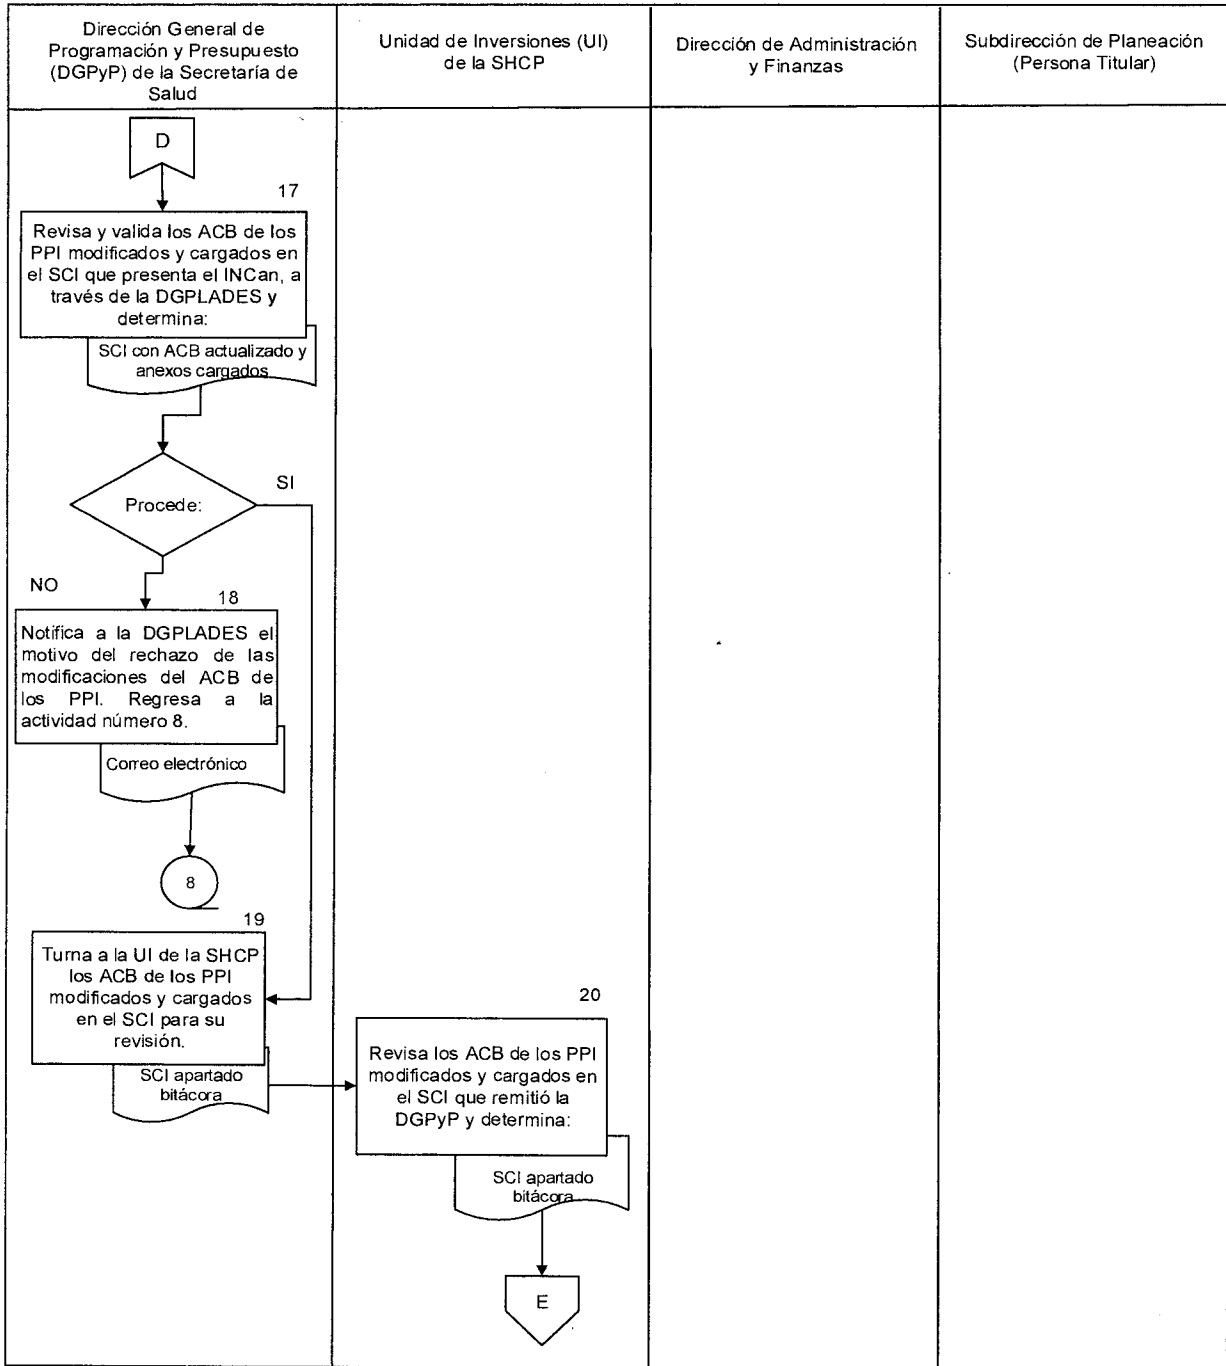 Dirección General de
Programación y Presupuesto
(DGPyP) de la Secretaría de
Salud
Unidad de Inversiones (UI)
de la SHCP
Dirección de Administración
y Finanzas
Subdirección de Planeación
(Persona Titular)
D
17
Revisa y valida los ACB de los
PPI modificados y cargados en
el SCI que presenta el INCan, a
través de la DGPLADES y
determina:
SCI con ACB actualizado y
anexos cargados
Procede:
SI
NO
18
Notifica a la DGPLADES el
motivo del rechazo de las
modificaciones del ACB de
los PPI. Regresa a la
actividad número 8.
Correo electrónico
8
19
Turna a la UI de la SHCP
los ACB de los PPI
modificados y cargados
en el SCI para su
revisión.
SCI apartado
bitácora
20
Revisa los ACB de los PPI
modificados y cargados en
el SCI que remitió la
DGPyP y determina:
SCI apartado
bitácora
E